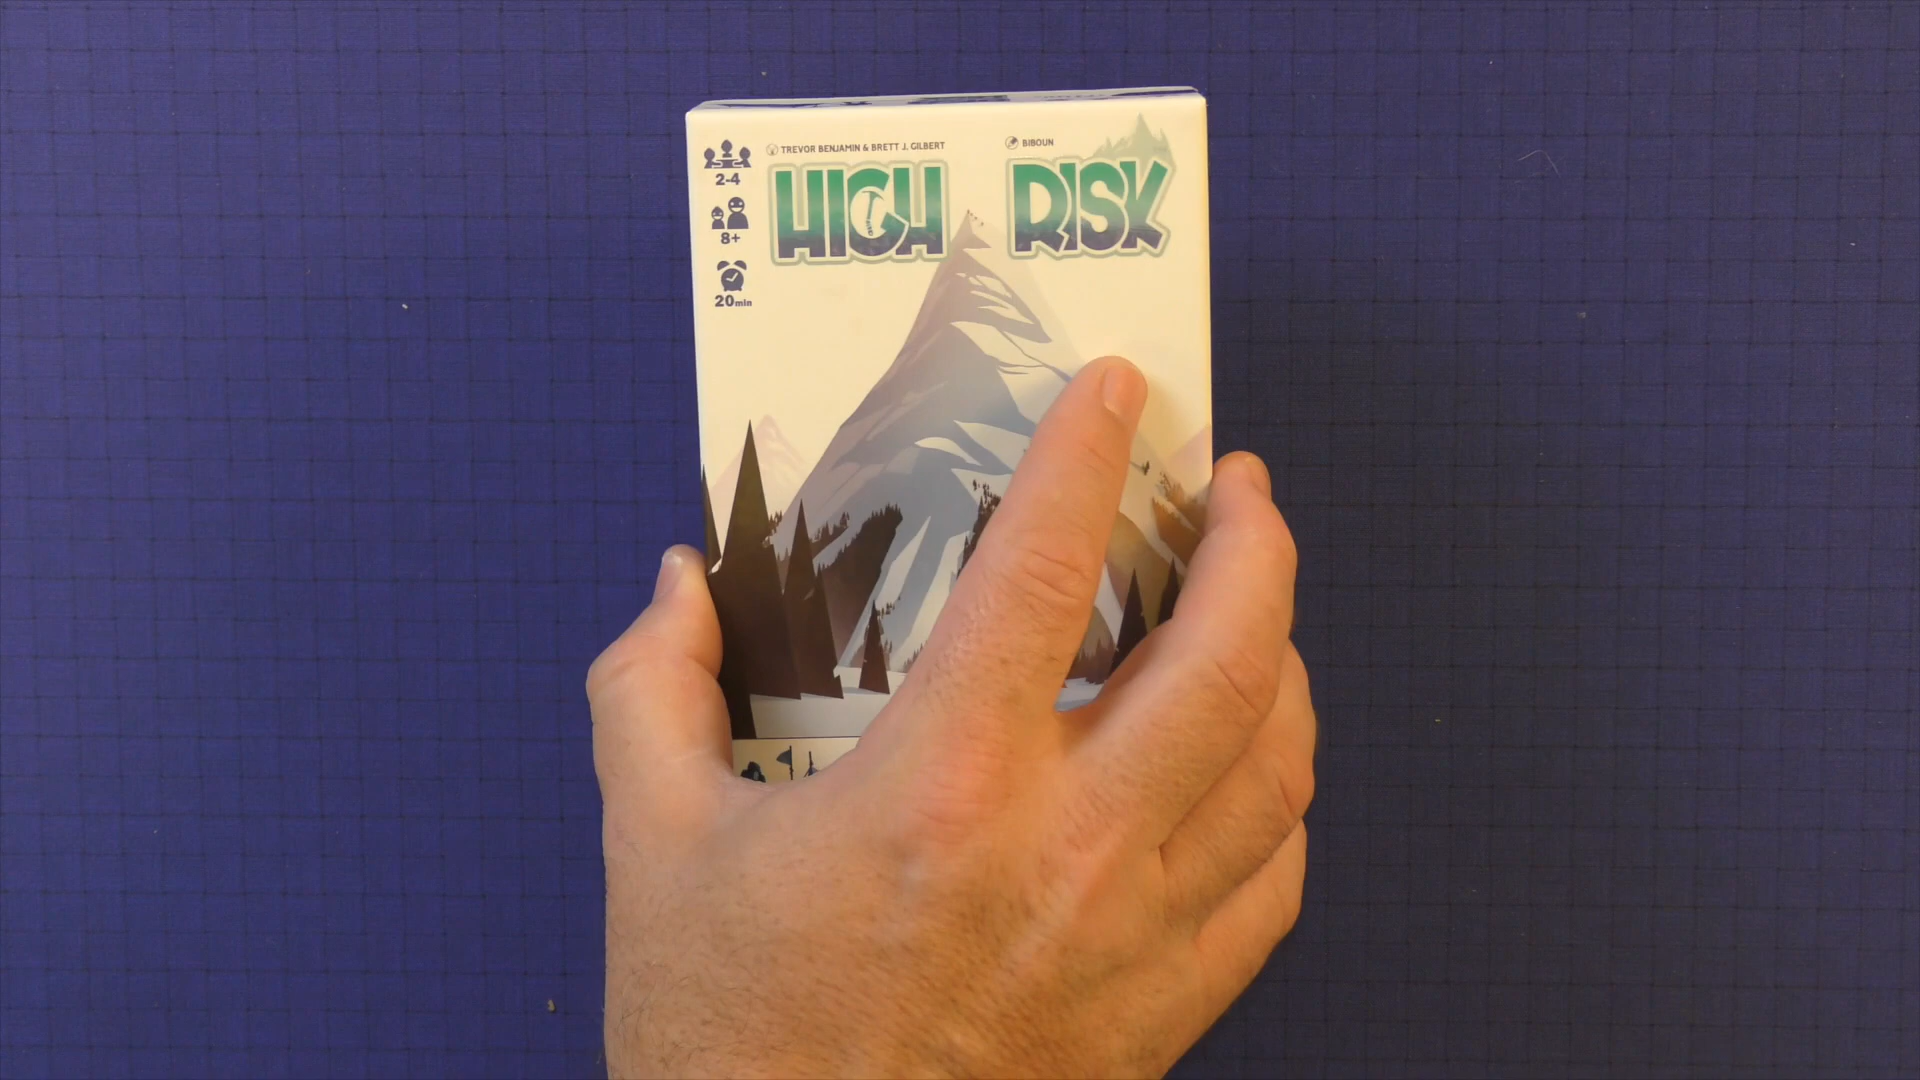 TREVOR BENJAMIN & BRETT J. GILBERT
BIBOUN
HIGH RISK
2-4
8+
20min